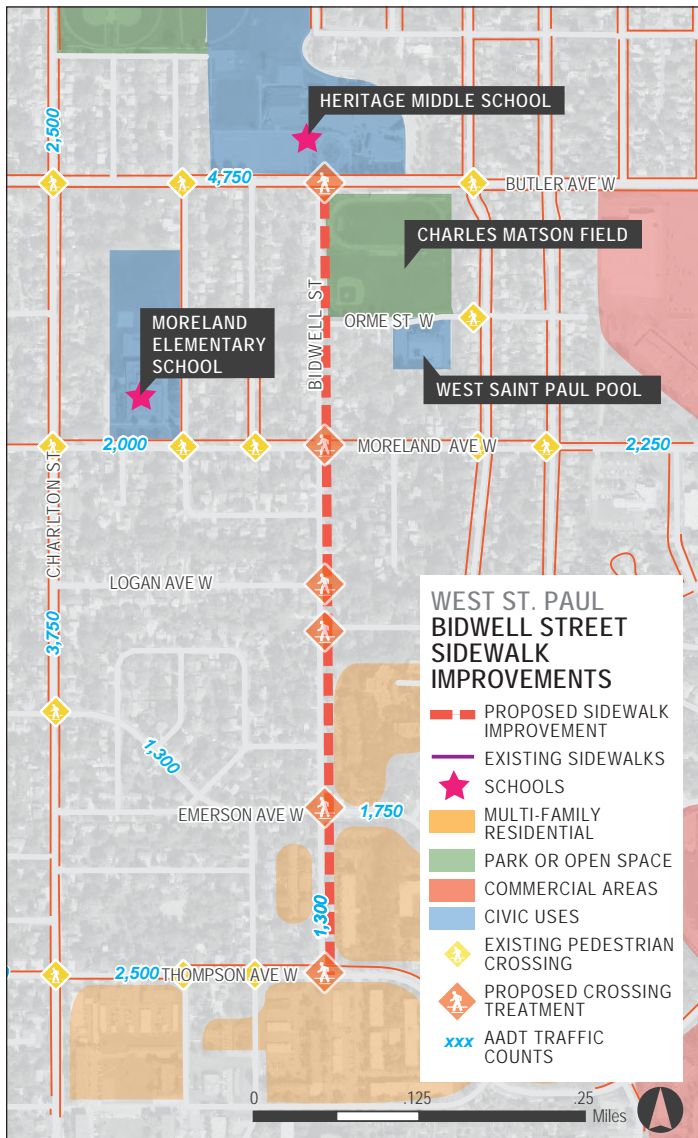 HERITAGE MIDDLE SCHOOL
2,500
4,750
BUTLER AVE W
CHARLES MATSON FIELD
BIDWELL ST
ORME ST W
MORELAND
ELEMENTARY
SCHOOL
WEST SAINT PAUL POOL
2,000
MORELAND AVE W
2,250
CHARLTON ST
LOGAN AVE W
3,750
1,300
EMERSON AVE W
1,750
1,300
2,500
THOMPSON AVE W
WEST ST. PAUL
BIDWELL STREET
SIDEWALK
IMPROVEMENTS
PROPOSED SIDEWALK
IMPROVEMENT
EXISTING SIDEWALKS
SCHOOLS
MULTI-FAMILY
RESIDENTIAL
PARK OR OPEN SPACE
COMMERCIAL AREAS
CIVIC USES
EXISTING PEDESTRIAN
CROSSING
PROPOSED CROSSING
TREATMENT
xxx AADT TRAFFIC
COUNTS
0 .125 .25
Miles